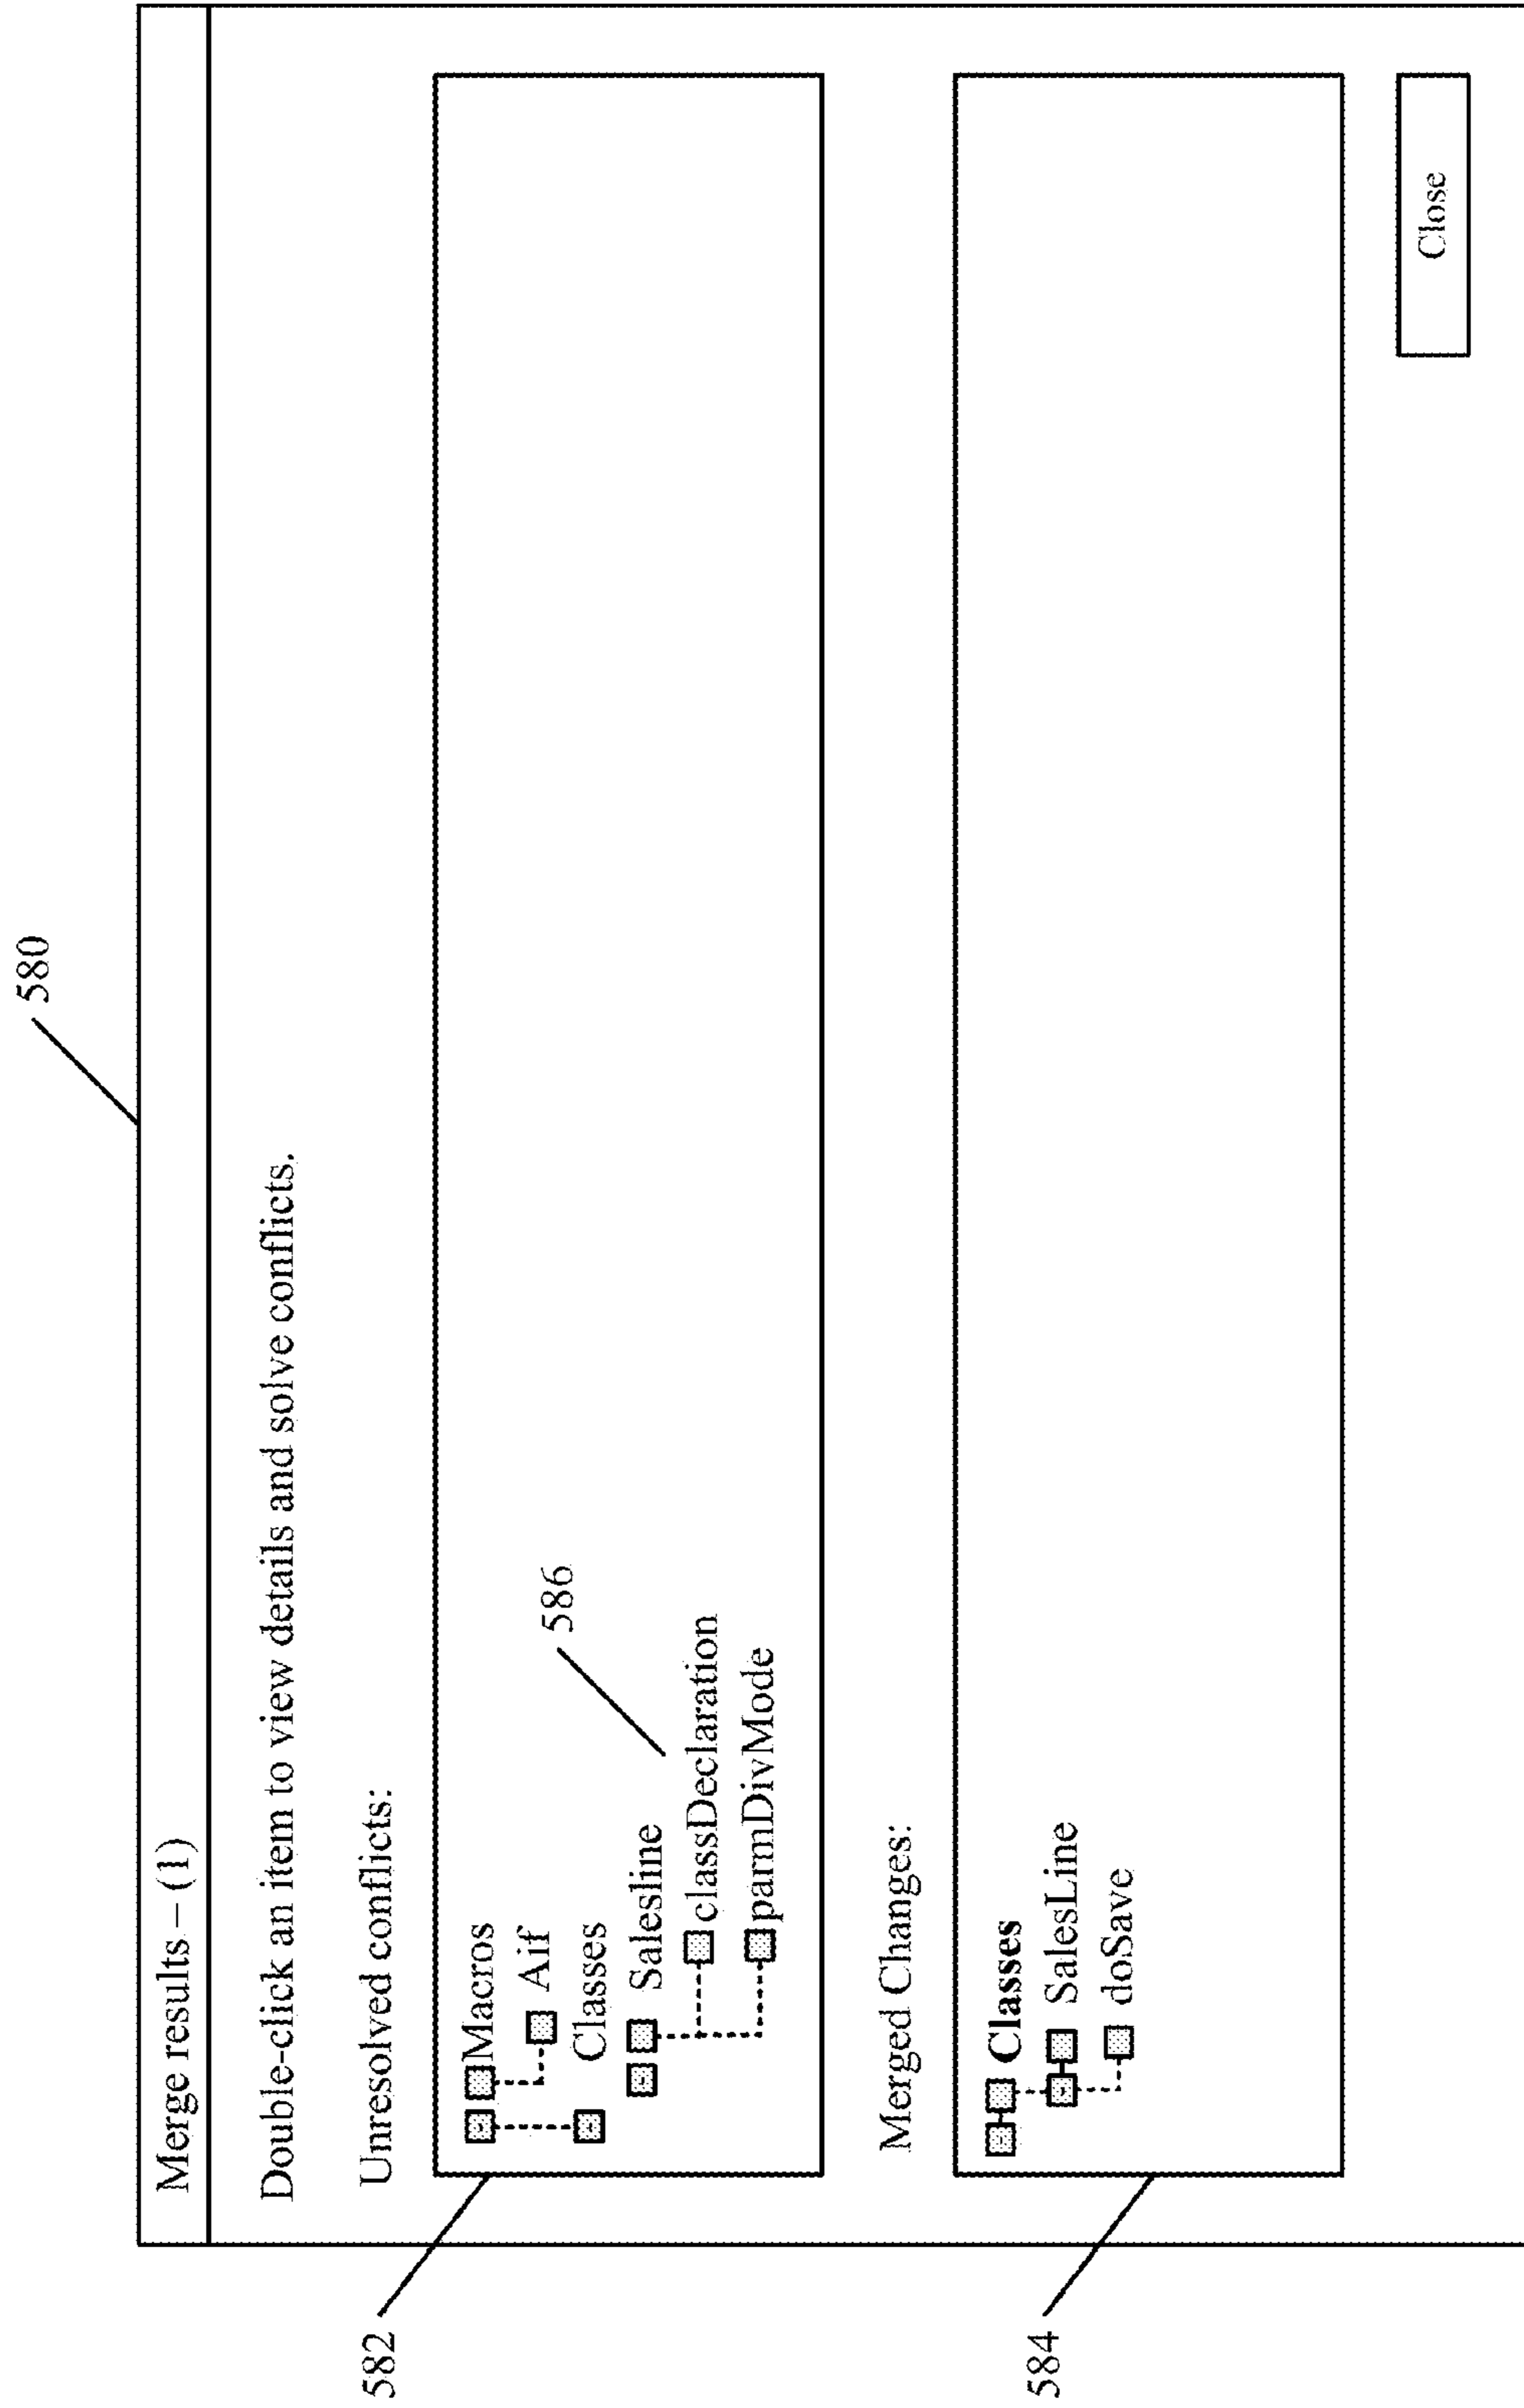 580
Merge results – (1)
Double-click an item to view details and solve conflicts.
Unresolved conflicts:
582
Macros
Aif
586
Classes
Salesline
classDeclaration
parmDivMode
Merged Changes:
584
Classes
SalesLine
doSave
Close